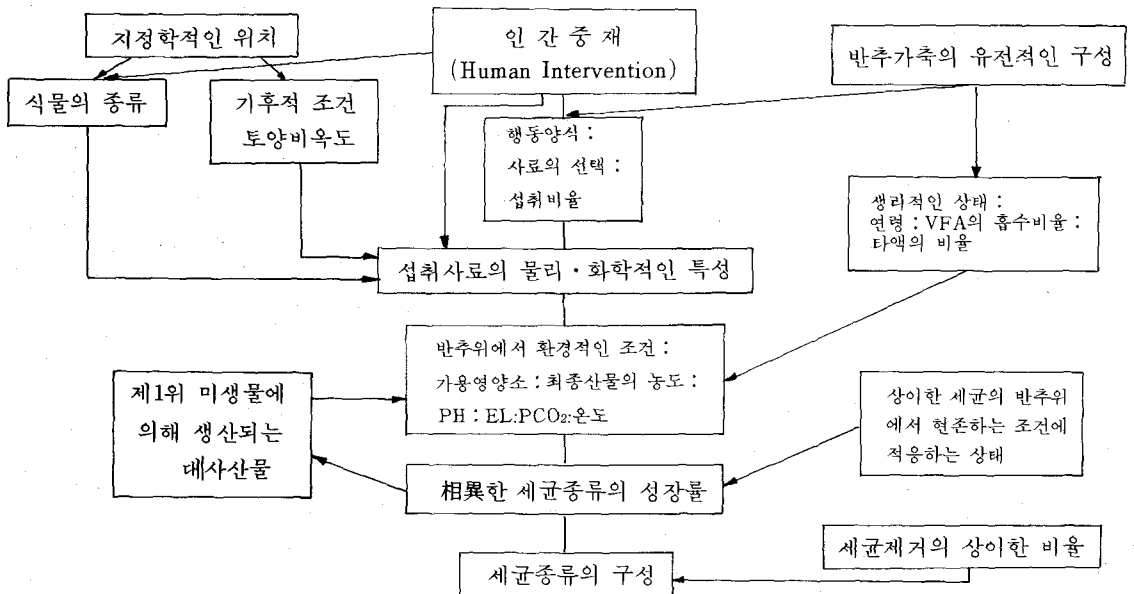 지정학적인 위치
인간중재
(Human Intervention)
반추가축의 유전적인 구성
식물의 종류
기후적 조건
토양비옥도
행동양식 :
사료의 선택 :
섭취비율
생리적인 상태 :
연령 : VFA의 흡수비율 :
타액의 비율
섭취사료의 물리・화학적인 특성
반추위에서 환경적인 조건 :
가용영양소 : 최종산물의 농도 :
PH : EL:PCO₂:온도
제1위 미생물에
의해 생산되는
대사산물
상이한 세균의 반추위
에서 현존하는 조건에
적응하는 상태
相異한 세균종류의 성장률
세균제거의 상이한 비율
세균종류의 구성